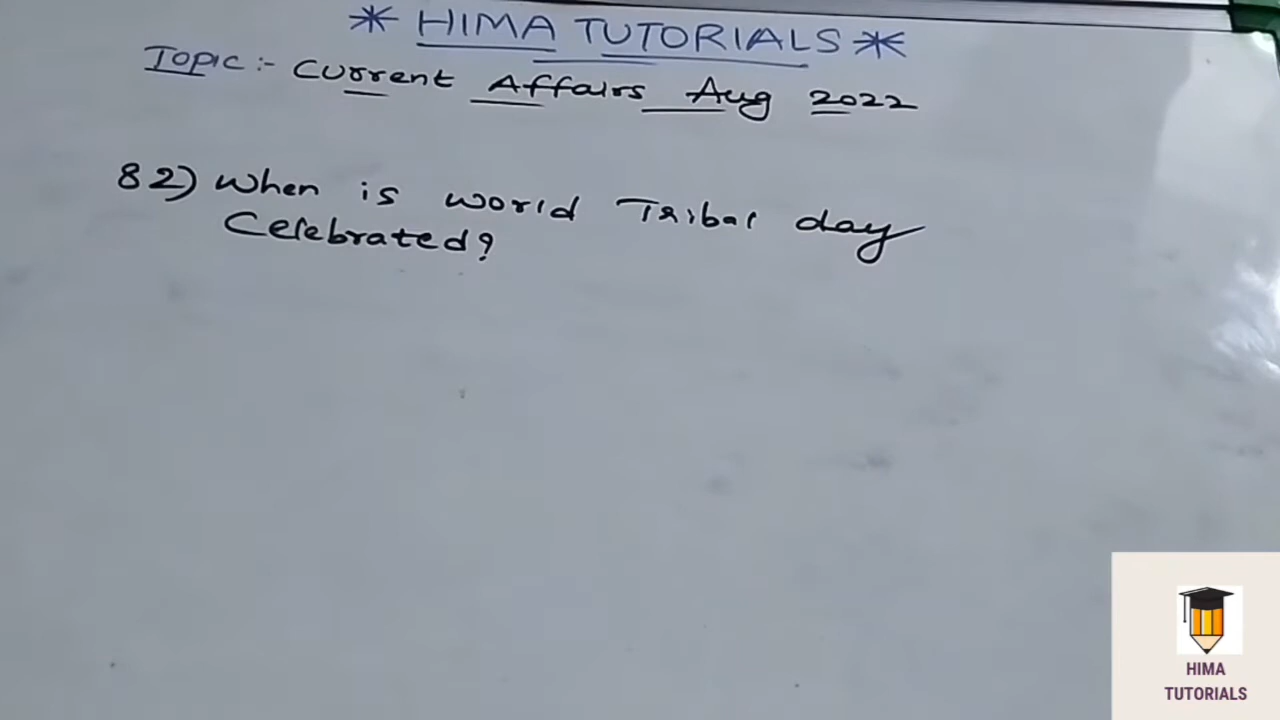 * HIMA TUTORIALS *
Topic:- Current Affairs Aug 2022
82) When is world Tribal day
Celebrated?
HIMA
TUTORIALS